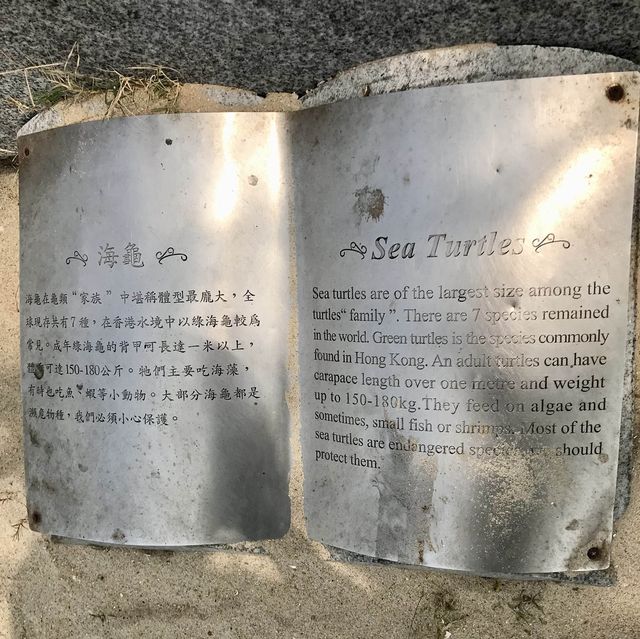 海龜
海龜在龜類“家族”中堪稱體型最龐大，全
球現存共有7種，在香港水境中以綠海龜較爲
常見。成年綠海龜的背甲可長達一米以上，
體 可達150-180公斤。牠們主要吃海藻，
有時也吃魚、蝦等小動物。大部分海龜都是
瀕危物種，我們必須小心保護。
Sea Turtles
Sea turtles are of the largest size among the
turtles“ family ”. There are 7 species remained
in the world. Green turtles is the species commonly
found in Hong Kong. An adult turtles can have
carapace length over one metre and weight
up to 150-180kg.They feed on algae and
sometimes, small fish or shrimps. Most of the
sea turtles are endangered species should
protect them.